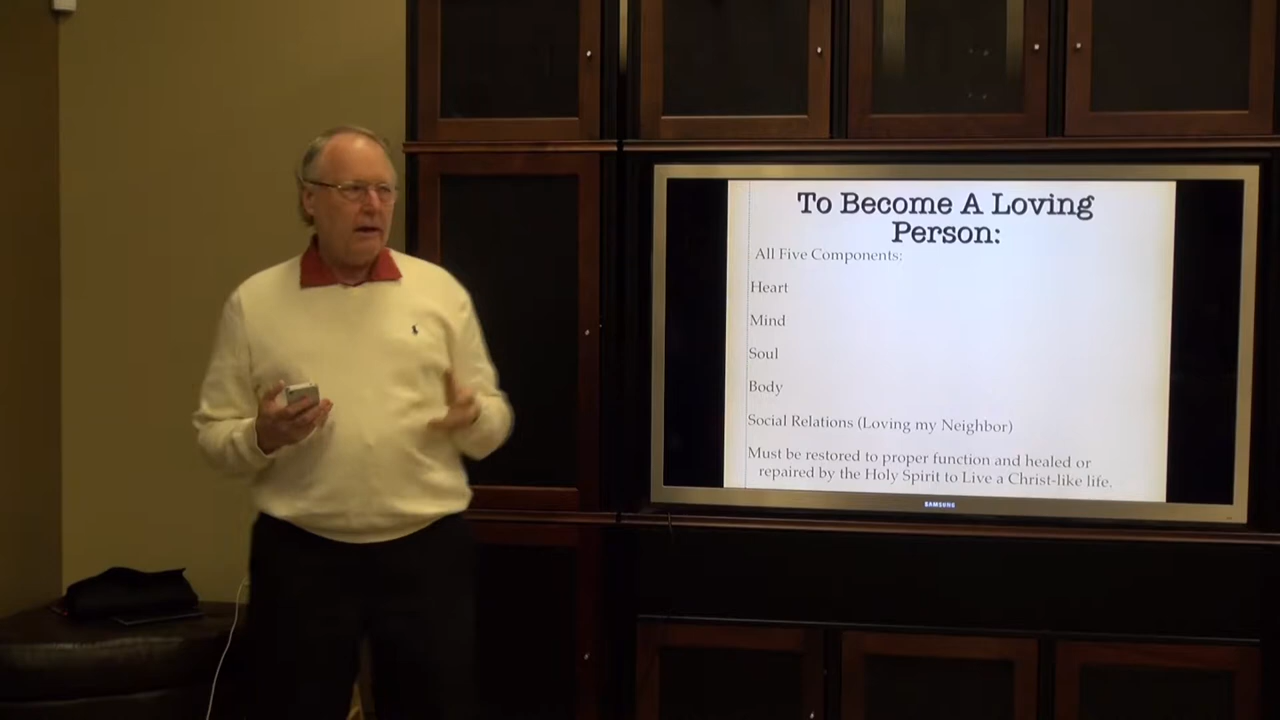 To Become A Loving
Person:
All Five Components:
Heart
Mind
Soul
Body
Social Relations (Loving my Neighbor)
Must be restored to proper function and healed or
repaired by the Holy Spirit to Live a Christ-like life.
SAMSUNG